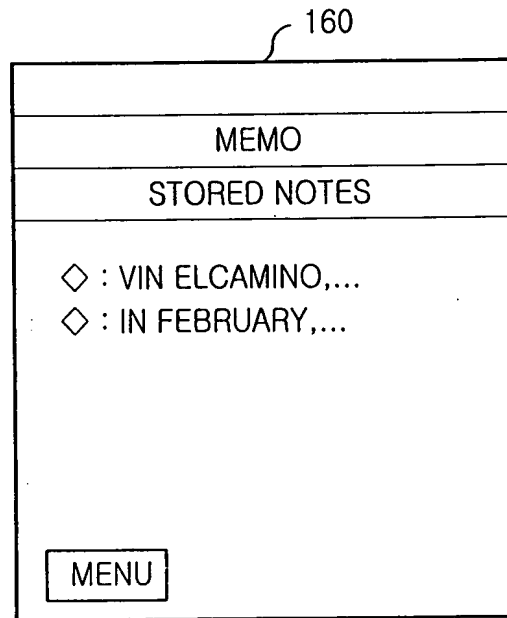 160
MEMO
STORED NOTES
◇ : VIN ELCAMINO,...
◇ : IN FEBRUARY,...
MENU